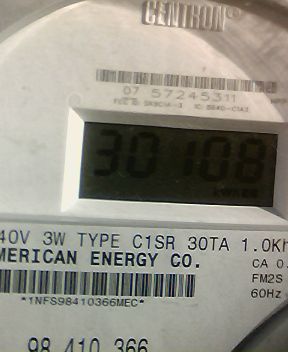 CENTRON®
07 57245311
30108
40V 3W TYPE C1SR 30TA 1.0Kh
MERICAN ENERGY CO.
CA 0.
FM2S
60Hz
*1NFS98410366MEC*
98 410 366